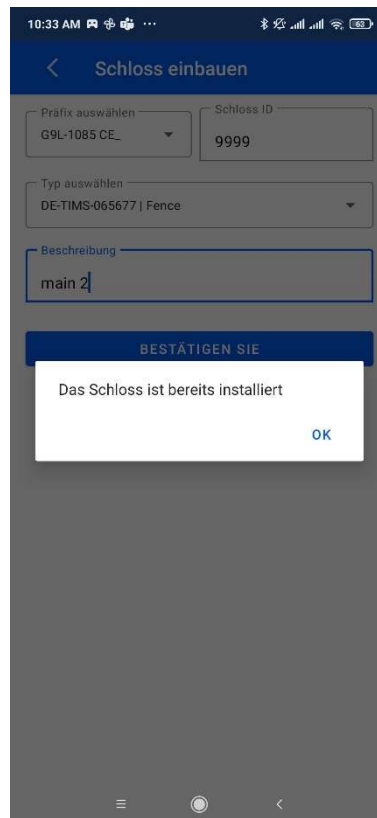 10:33 AM
63
Schloss einbauen
Präfix auswählen
G9L-1085 CE_
Schloss ID
9999
Typ auswählen
DE-TIMS-065677 | Fence
Beschreibung
main 2
BESTÄTIGEN SIE
Das Schloss ist bereits installiert
OK